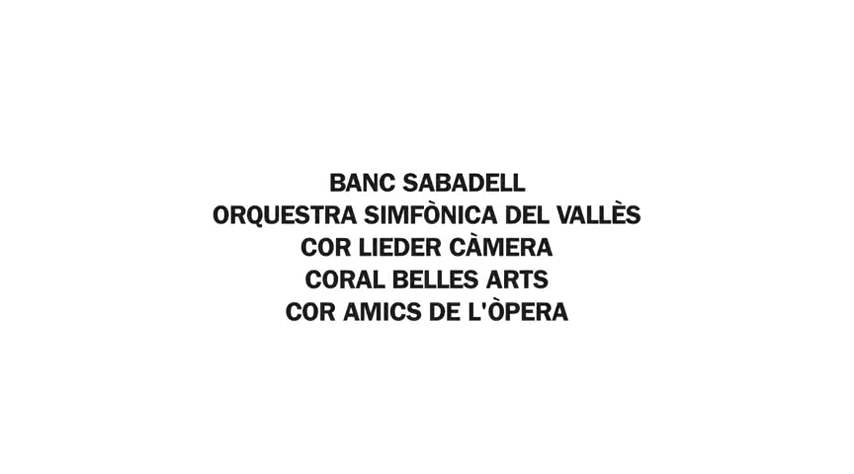 BANC SABADELL
ORQUESTRA SIMFÒNICA DEL VALLÈS
COR LIEDER CÀMERA
CORAL BELLES ARTS
COR AMICS DE L'ÒPERA